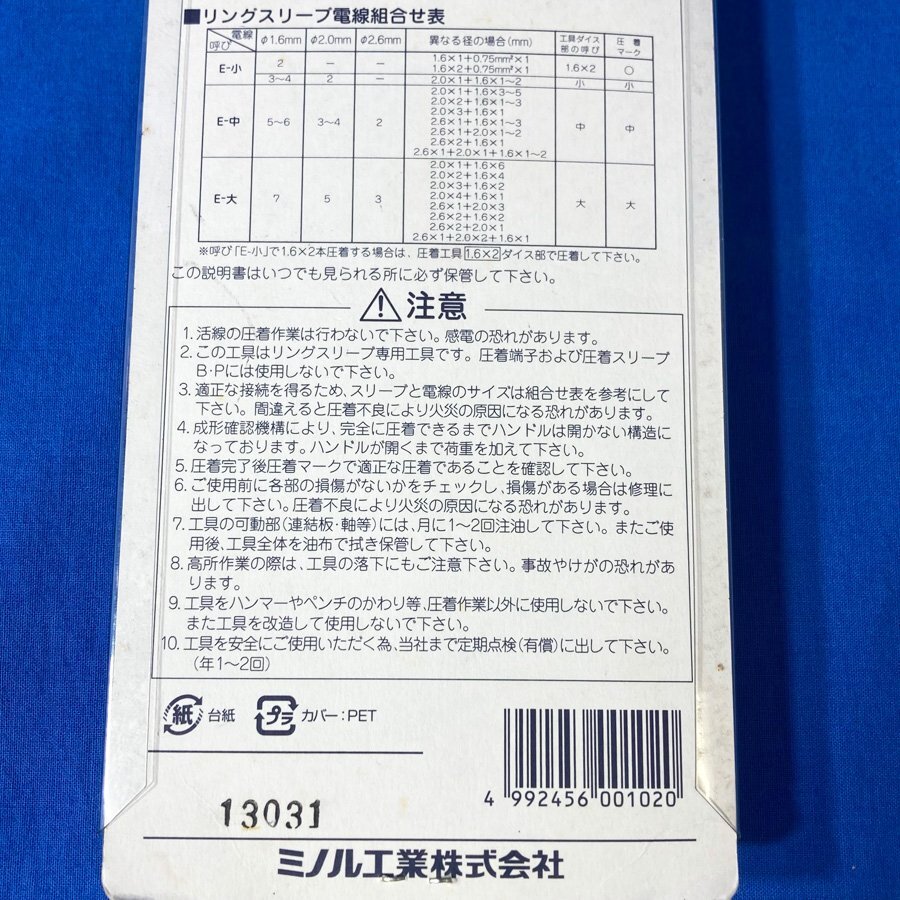 ■リングスリーブ電線組合せ表
電線 呼び φ1.6mm φ2.0mm φ2.6mm 異なる径の場合(mm) 工具ダイス部の呼び 圧着マーク
E-小 2 − − 1.6×1+0.75mm²×1 1.6×2 ○
1.6×2+0.75mm²×1
3〜4 2 − 2.0×1+1.6×1〜2 小 小
E-中 5〜6 3〜4 2 2.0×1+1.6×3〜5 中 中
2.0×2+1.6×1〜3
2.0×3+1.6×1
2.6×1+1.6×1〜3
2.6×1+2.0×1〜2
2.6×2+1.6×1
2.6×1+2.0×1+1.6×1〜2
E-大 7 5 3 2.0×1+1.6×6 大 大
2.0×2+1.6×4
2.0×3+1.6×2
2.0×4+1.6×1
2.6×1+2.0×3
2.6×2+1.6×2
2.6×2+2.0×1
2.6×1+2.0×2+1.6×1
※呼び「E-小」で1.6×2本圧着する場合は、圧着工具1.6×2ダイス部で圧着して下さい。
この説明書はいつでも見られる所に必ず保管して下さい。
注意
1. 活線の圧着作業は行わないで下さい。感電の恐れがあります。
2. この工具はリングスリーブ専用工具です。圧着端子および圧着スリーブ
B・Pには使用しないで下さい。
3. 適正な接続を得るため、スリーブと電線のサイズは組合せ表を参考にして
下さい。間違えると圧着不良により火災の原因になる恐れがあります。
4. 成形確認機構により、完全に圧着できるまでハンドルは開かない構造に
なっております。ハンドルが開くまで荷重を加えて下さい。
5. 圧着完了後圧着マークで適正な圧着であることを確認して下さい。
6. ご使用前に各部の損傷がないかをチェックし、損傷がある場合は修理に
出して下さい。圧着不良により火災の原因になる恐れがあります。
7. 工具の可動部(連結板・軸等)には、月に1〜2回注油して下さい。またご使
用後、工具全体を油布で拭き保管して下さい。
8. 高所作業の際は、工具の落下にもご注意下さい。事故やけがの恐れがあ
ります。
9. 工具をハンマーやペンチのかわり等、圧着作業以外に使用しないで下さい。
また工具を改造して使用しないで下さい。
10. 工具を安全にご使用いただく為、当社まで定期点検(有償)に出して下さい。
(年1〜2回)
紙 台紙 プラ カバー:PET
4 992456 001020
13031
ミノル工業株式会社